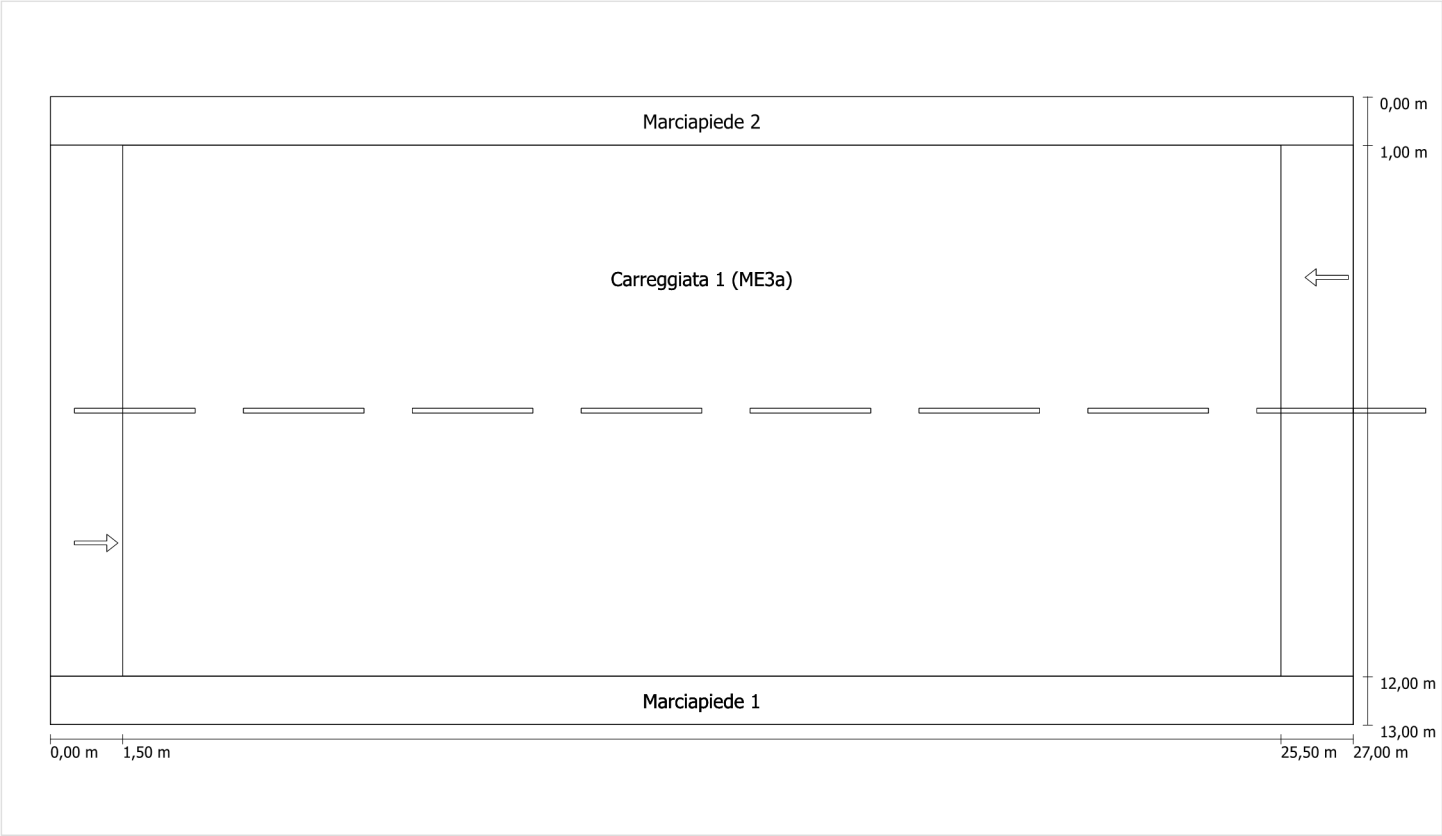 Marciapiede 2
0,00 m
1,00 m
Carreggiata 1 (ME3a)
Marciapiede 1
12,00 m
13,00 m
0,00 m 1,50 m 25,50 m 27,00 m